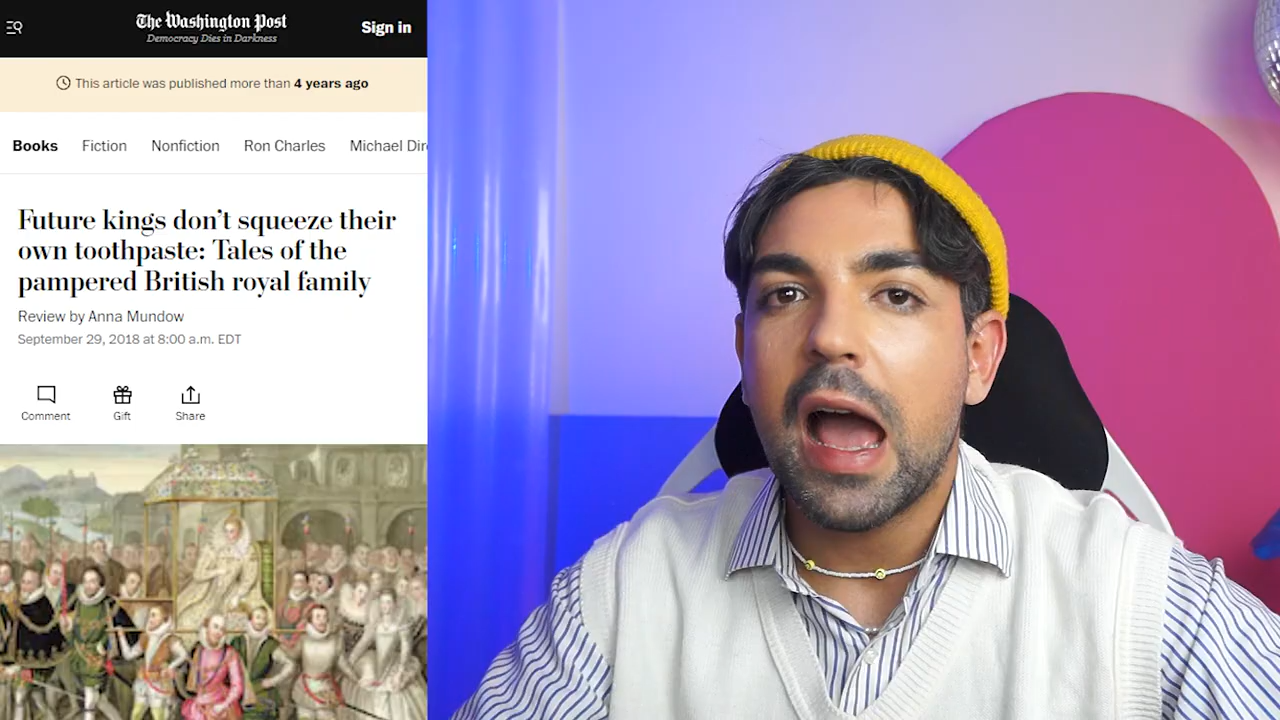 The Washington Post
Democracy Dies in Darkness
Sign in
This article was published more than 4 years ago
Books Fiction Nonfiction Ron Charles Michael Dir
Future kings don't squeeze their
own toothpaste: Tales of the
pampered British royal family
Review by Anna Mundow
September 29, 2018 at 8:00 a.m. EDT
Comment Gift Share